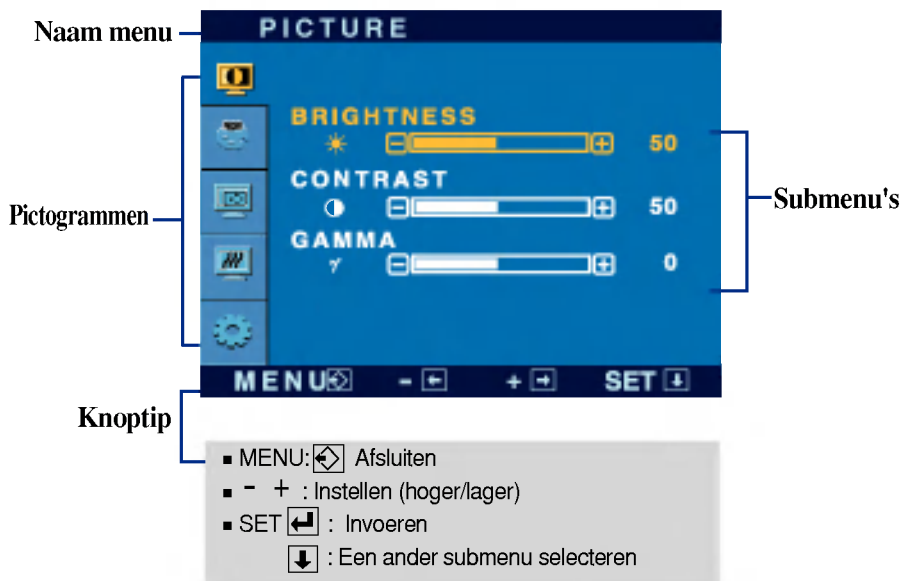 Naam menu
PICTURE
BRIGHTNESS
50
CONTRAST
50
GAMMA
γ 0
Submenu's
Pictogrammen
MENU - + SET
Knoptip
▪ MENU: Afsluiten
▪ - + : Instellen (hoger/lager)
▪ SET : Invoeren
: Een ander submenu selecteren